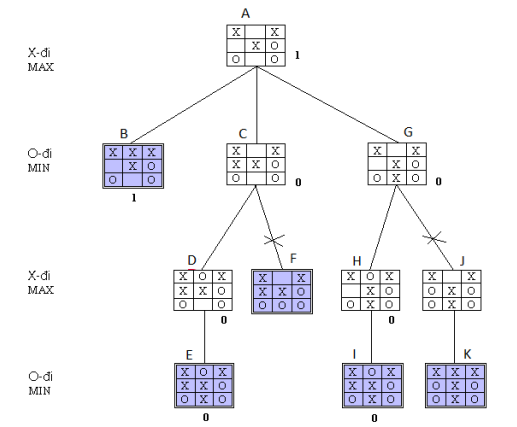 A
X X
X-đi
MAX
X O
O O
1
B
C
G
O-đi
MIN
X X X
X O
O O
1
X X
X X O
O O
0
X X
X O
O X O
0
D
F
H
J
X-đi
MAX
X O X
X X O
O O
0
X X
X X O
O O O
X O X
X O
O X O
0
X X
O X O
O X O
E
I
K
O-đi
MIN
X O X
X X O
O X O
0
X O X
X X O
O X O
0
X X X
O X O
O X O